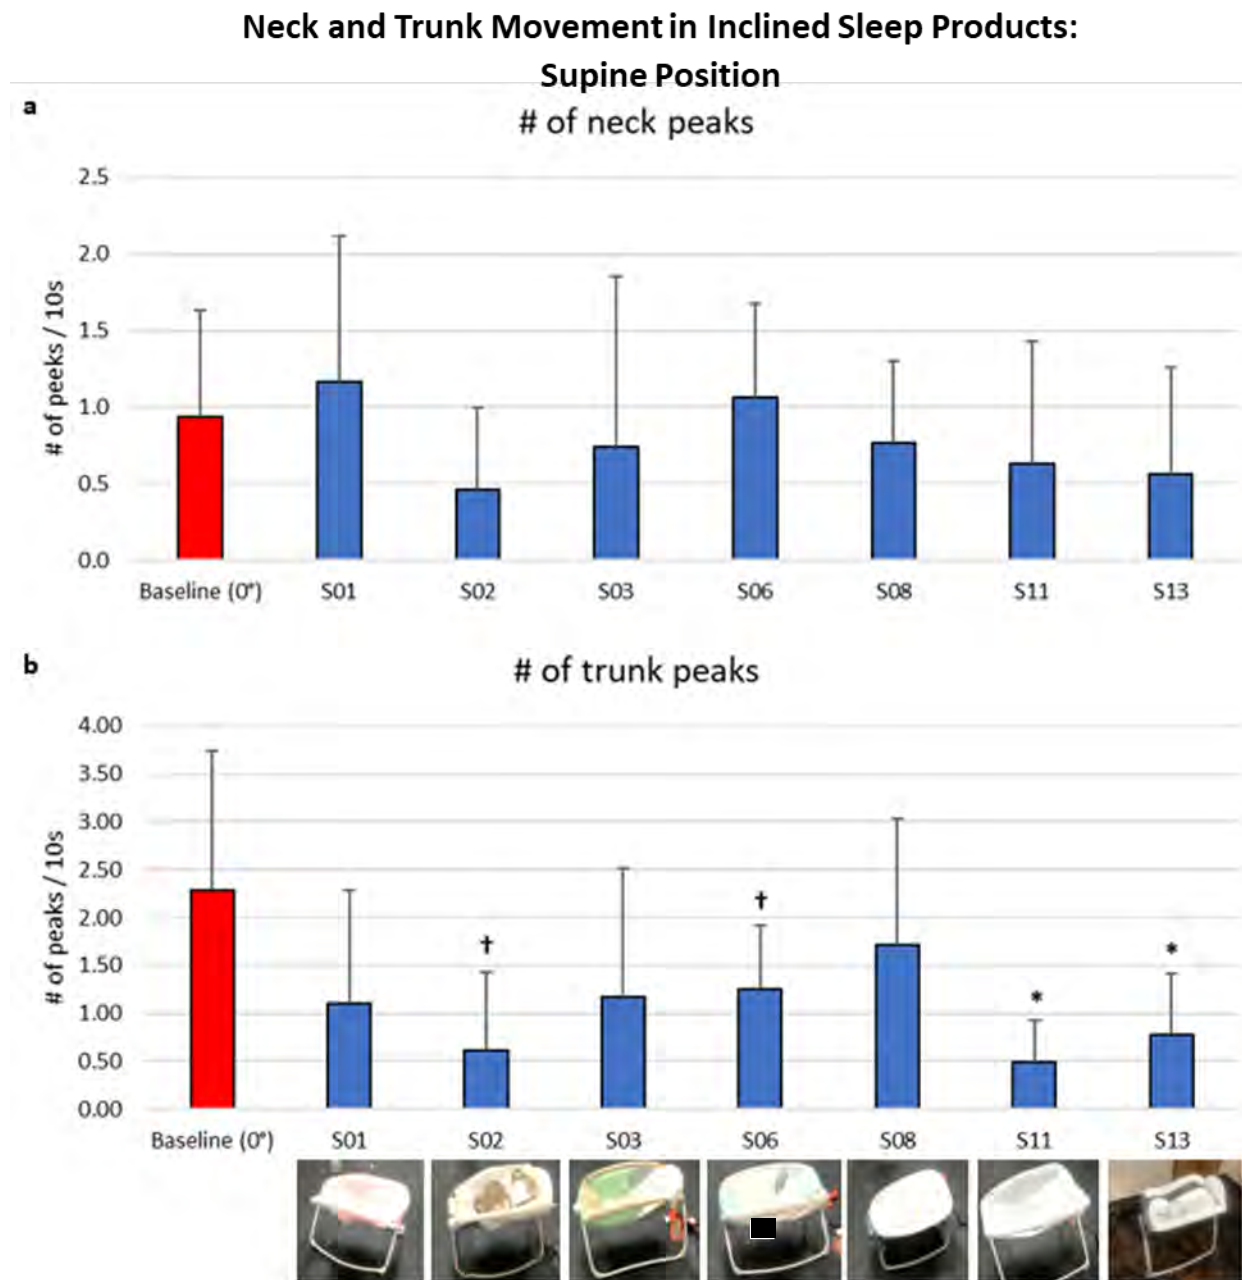 Neck and Trunk Movement in Inclined Sleep Products:
Supine Position
a
# of neck peaks
2.5
2.0
1.5
1.0
0.5
0.0
# of peeks / 10s
Baseline (0°) S01 S02 S03 S06 S08 S11 S13
b
# of trunk peaks
4.00
3.50
3.00
2.50
2.00
1.50
1.00
0.50
0.00
# of peaks / 10s
† † * *
Baseline (0°) S01 S02 S03 S06 S08 S11 S13